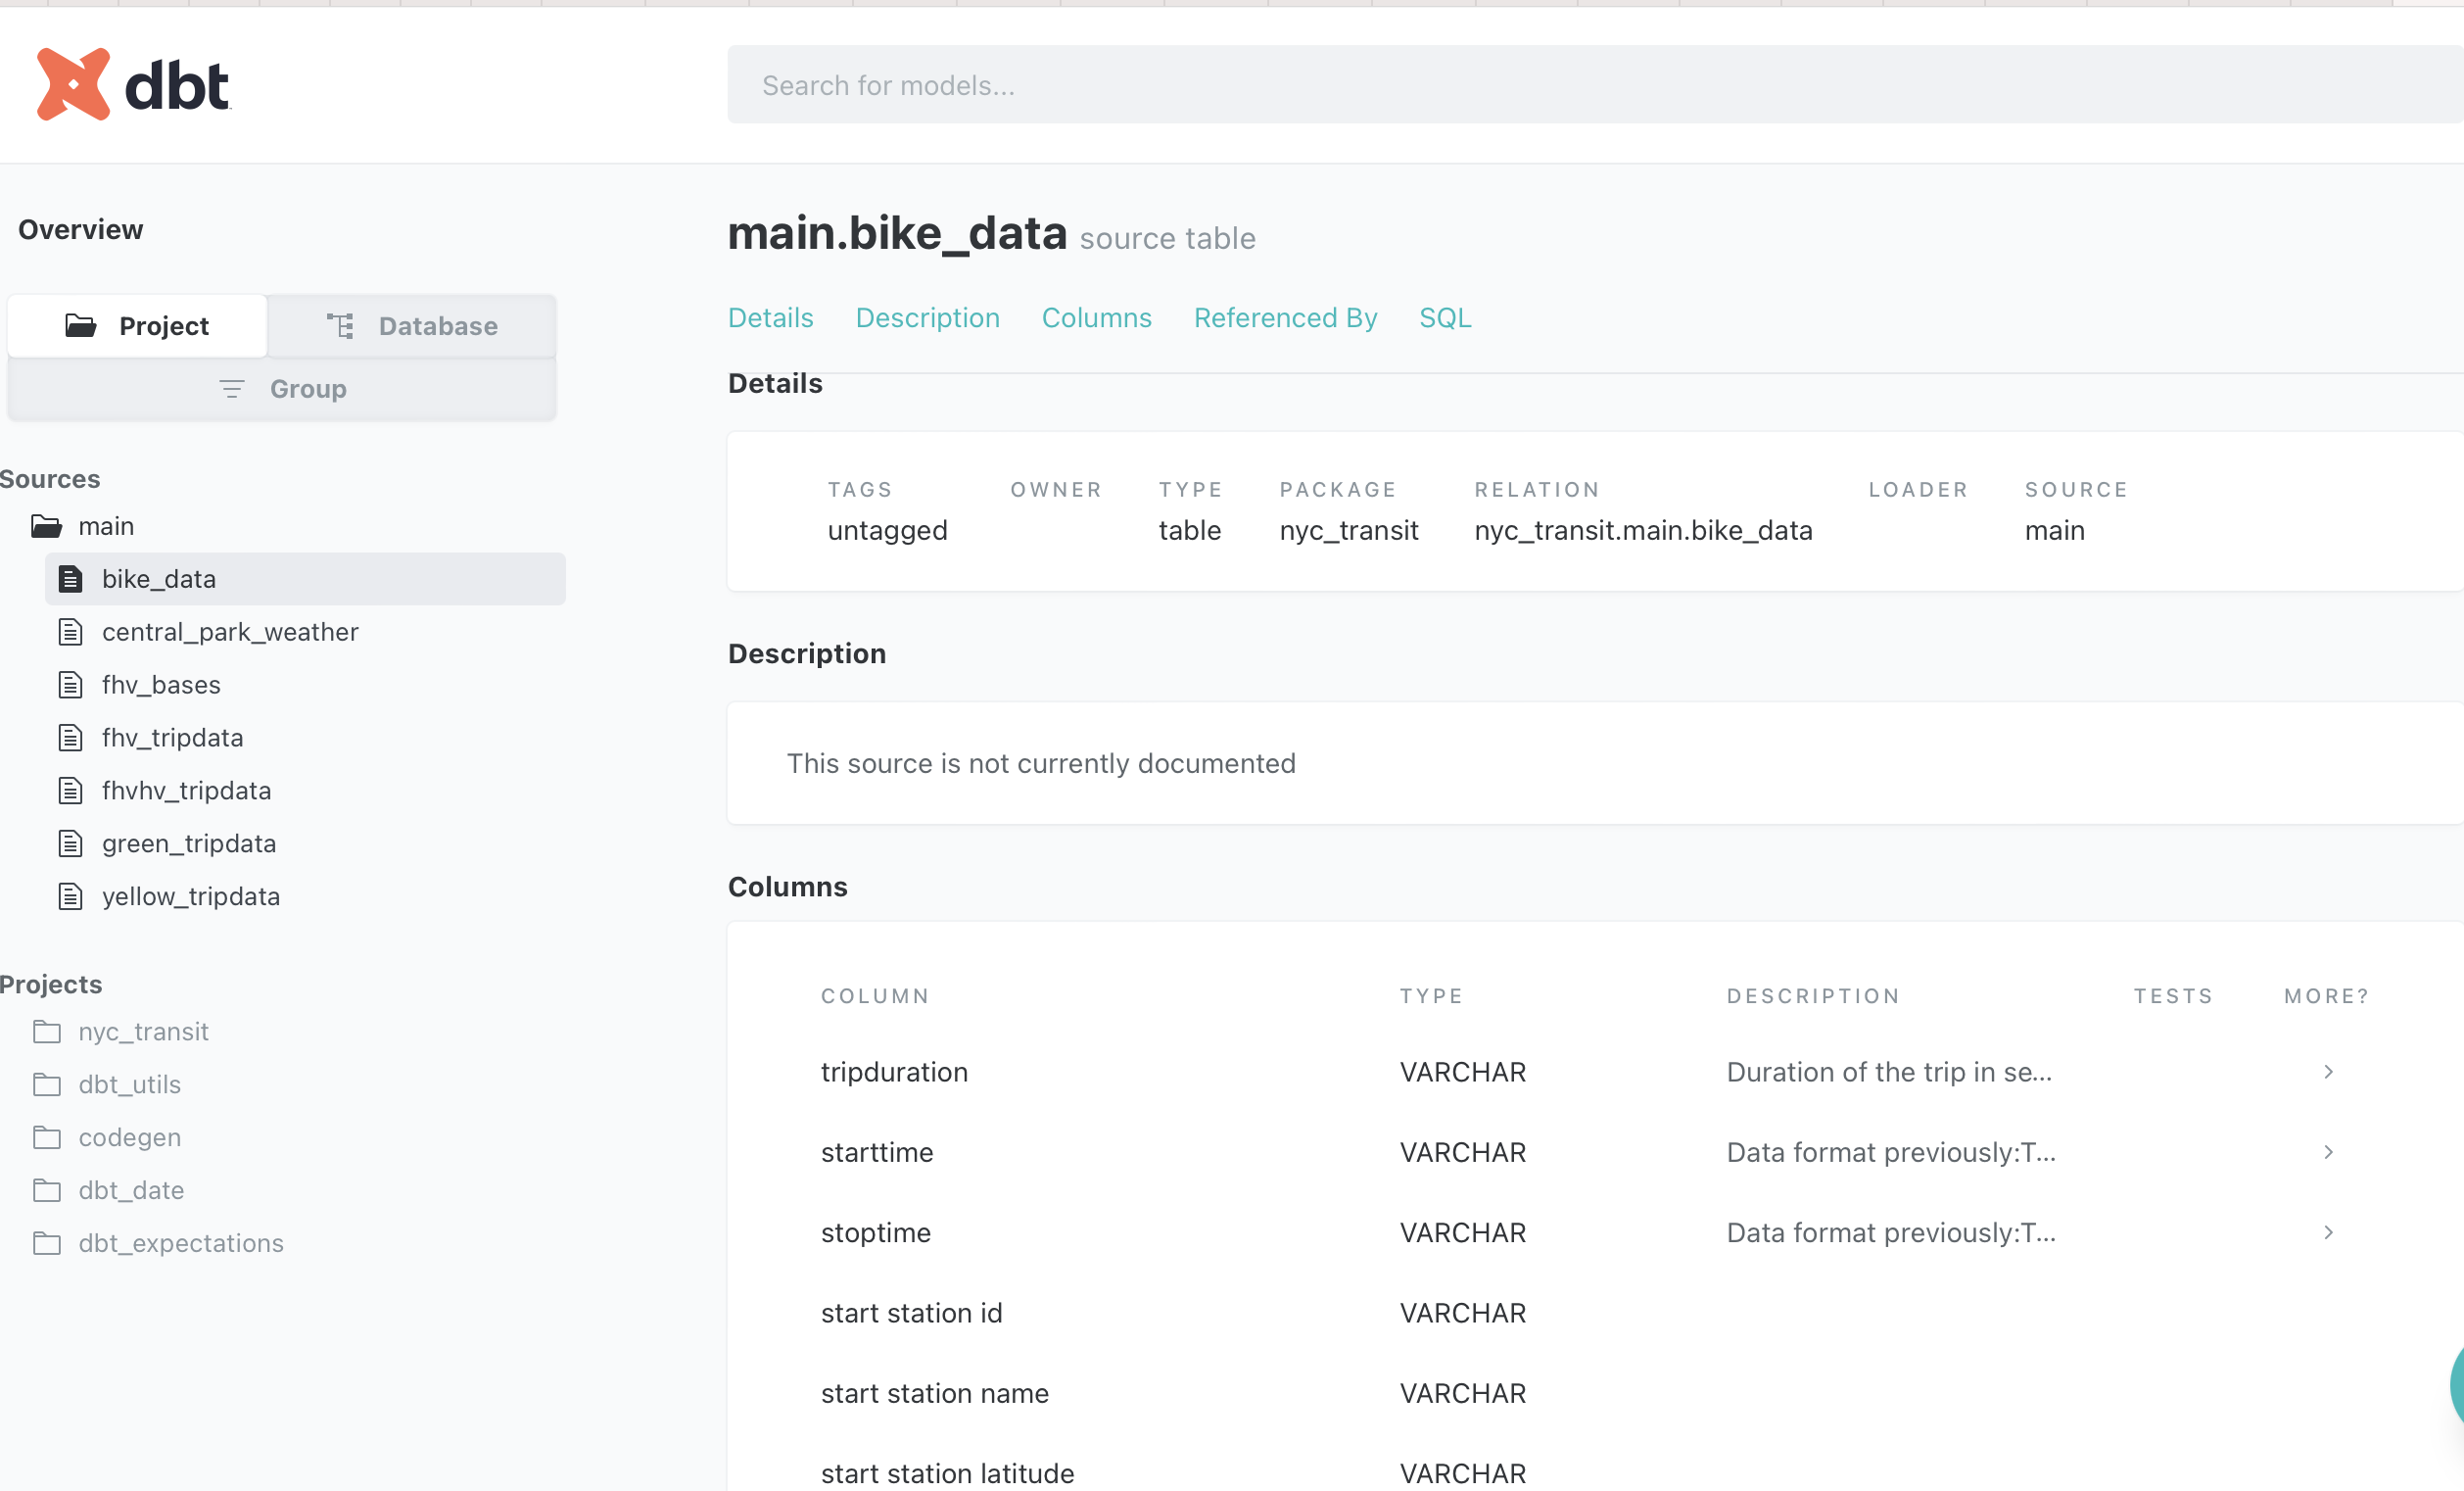 dbt
Search for models...
Overview
Project
Database
Group
Sources
main
bike_data
central_park_weather
fhv_bases
fhv_tripdata
fhvhv_tripdata
green_tripdata
yellow_tripdata
Projects
nyc_transit
dbt_utils
codegen
dbt_date
dbt_expectations
main.bike_data source table
Details Description Columns Referenced By SQL
Details
TAGS OWNER TYPE PACKAGE RELATION LOADER SOURCE
untagged table nyc_transit nyc_transit.main.bike_data main
Description
This source is not currently documented
Columns
COLUMN TYPE DESCRIPTION TESTS MORE?
tripduration VARCHAR Duration of the trip in se...
starttime VARCHAR Data format previously:T...
stoptime VARCHAR Data format previously:T...
start station id VARCHAR
start station name VARCHAR
start station latitude VARCHAR